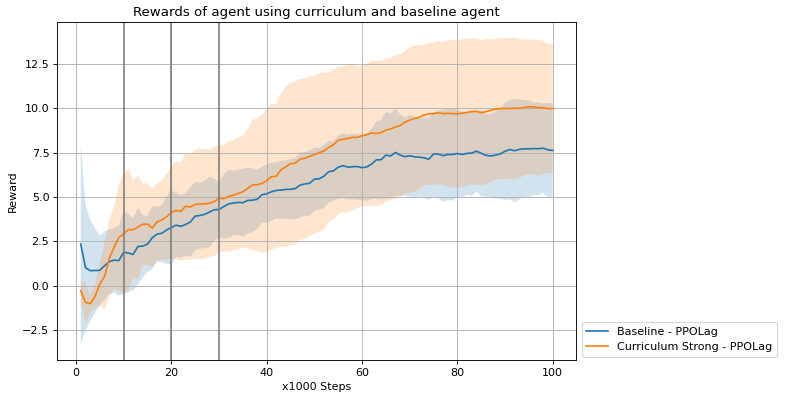 Rewards of agent using curriculum and baseline agent
12.5
10.0
7.5
5.0
2.5
0.0
−2.5
Reward
0 20 40 60 80 100
x1000 Steps
Baseline - PPOLag
Curriculum Strong - PPOLag